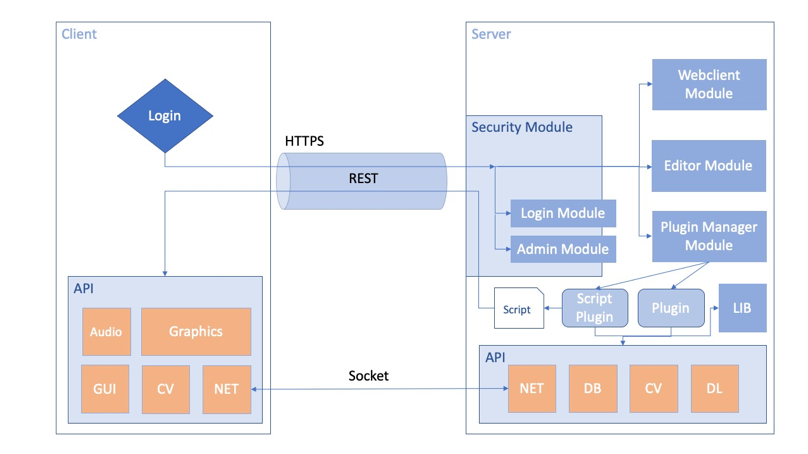 Client
Server
Webclient
Module
Login
Security Module
HTTPS
REST
Editor Module
Login Module
Plugin Manager
Module
Admin Module
API
Script
Script
Plugin
Plugin
LIB
Audio
Graphics
API
Socket
GUI
CV
NET
NET
DB
CV
DL